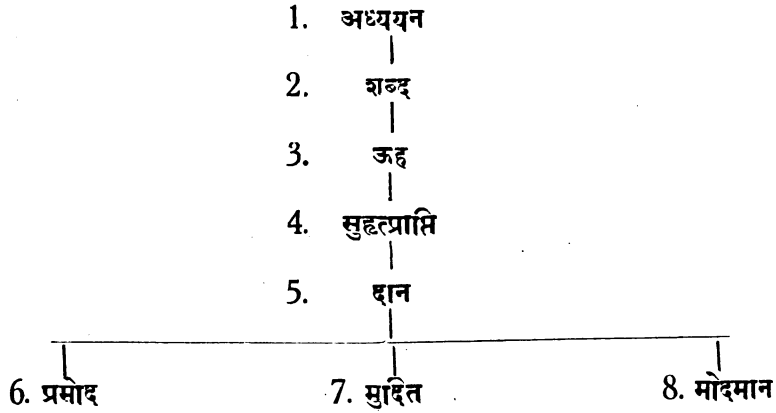 1. अध्ययन
2. शब्द
3. ऊह
4. सुहृत्प्राप्ति
5. दान
6. प्रमोद 7. मुदित 8. मोदमान